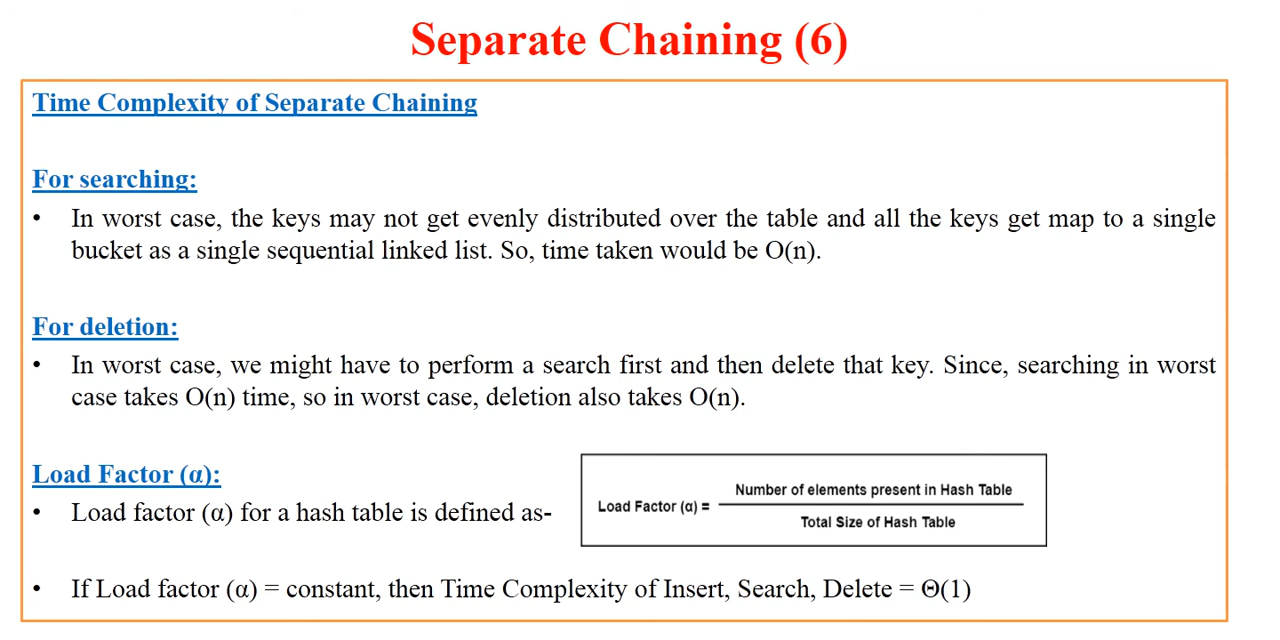 Separate Chaining (6)
Time Complexity of Separate Chaining
For searching:
• In worst case, the keys may not get evenly distributed over the table and all the keys get map to a single
bucket as a single sequential linked list. So, time taken would be O(n).
For deletion:
• In worst case, we might have to perform a search first and then delete that key. Since, searching in worst
case takes O(n) time, so in worst case, deletion also takes O(n).
Load Factor (α):
• Load factor (α) for a hash table is defined as-
Load Factor (α) =
Number of elements present in Hash Table
Total Size of Hash Table
• If Load factor (α) = constant, then Time Complexity of Insert, Search, Delete = Θ(1)